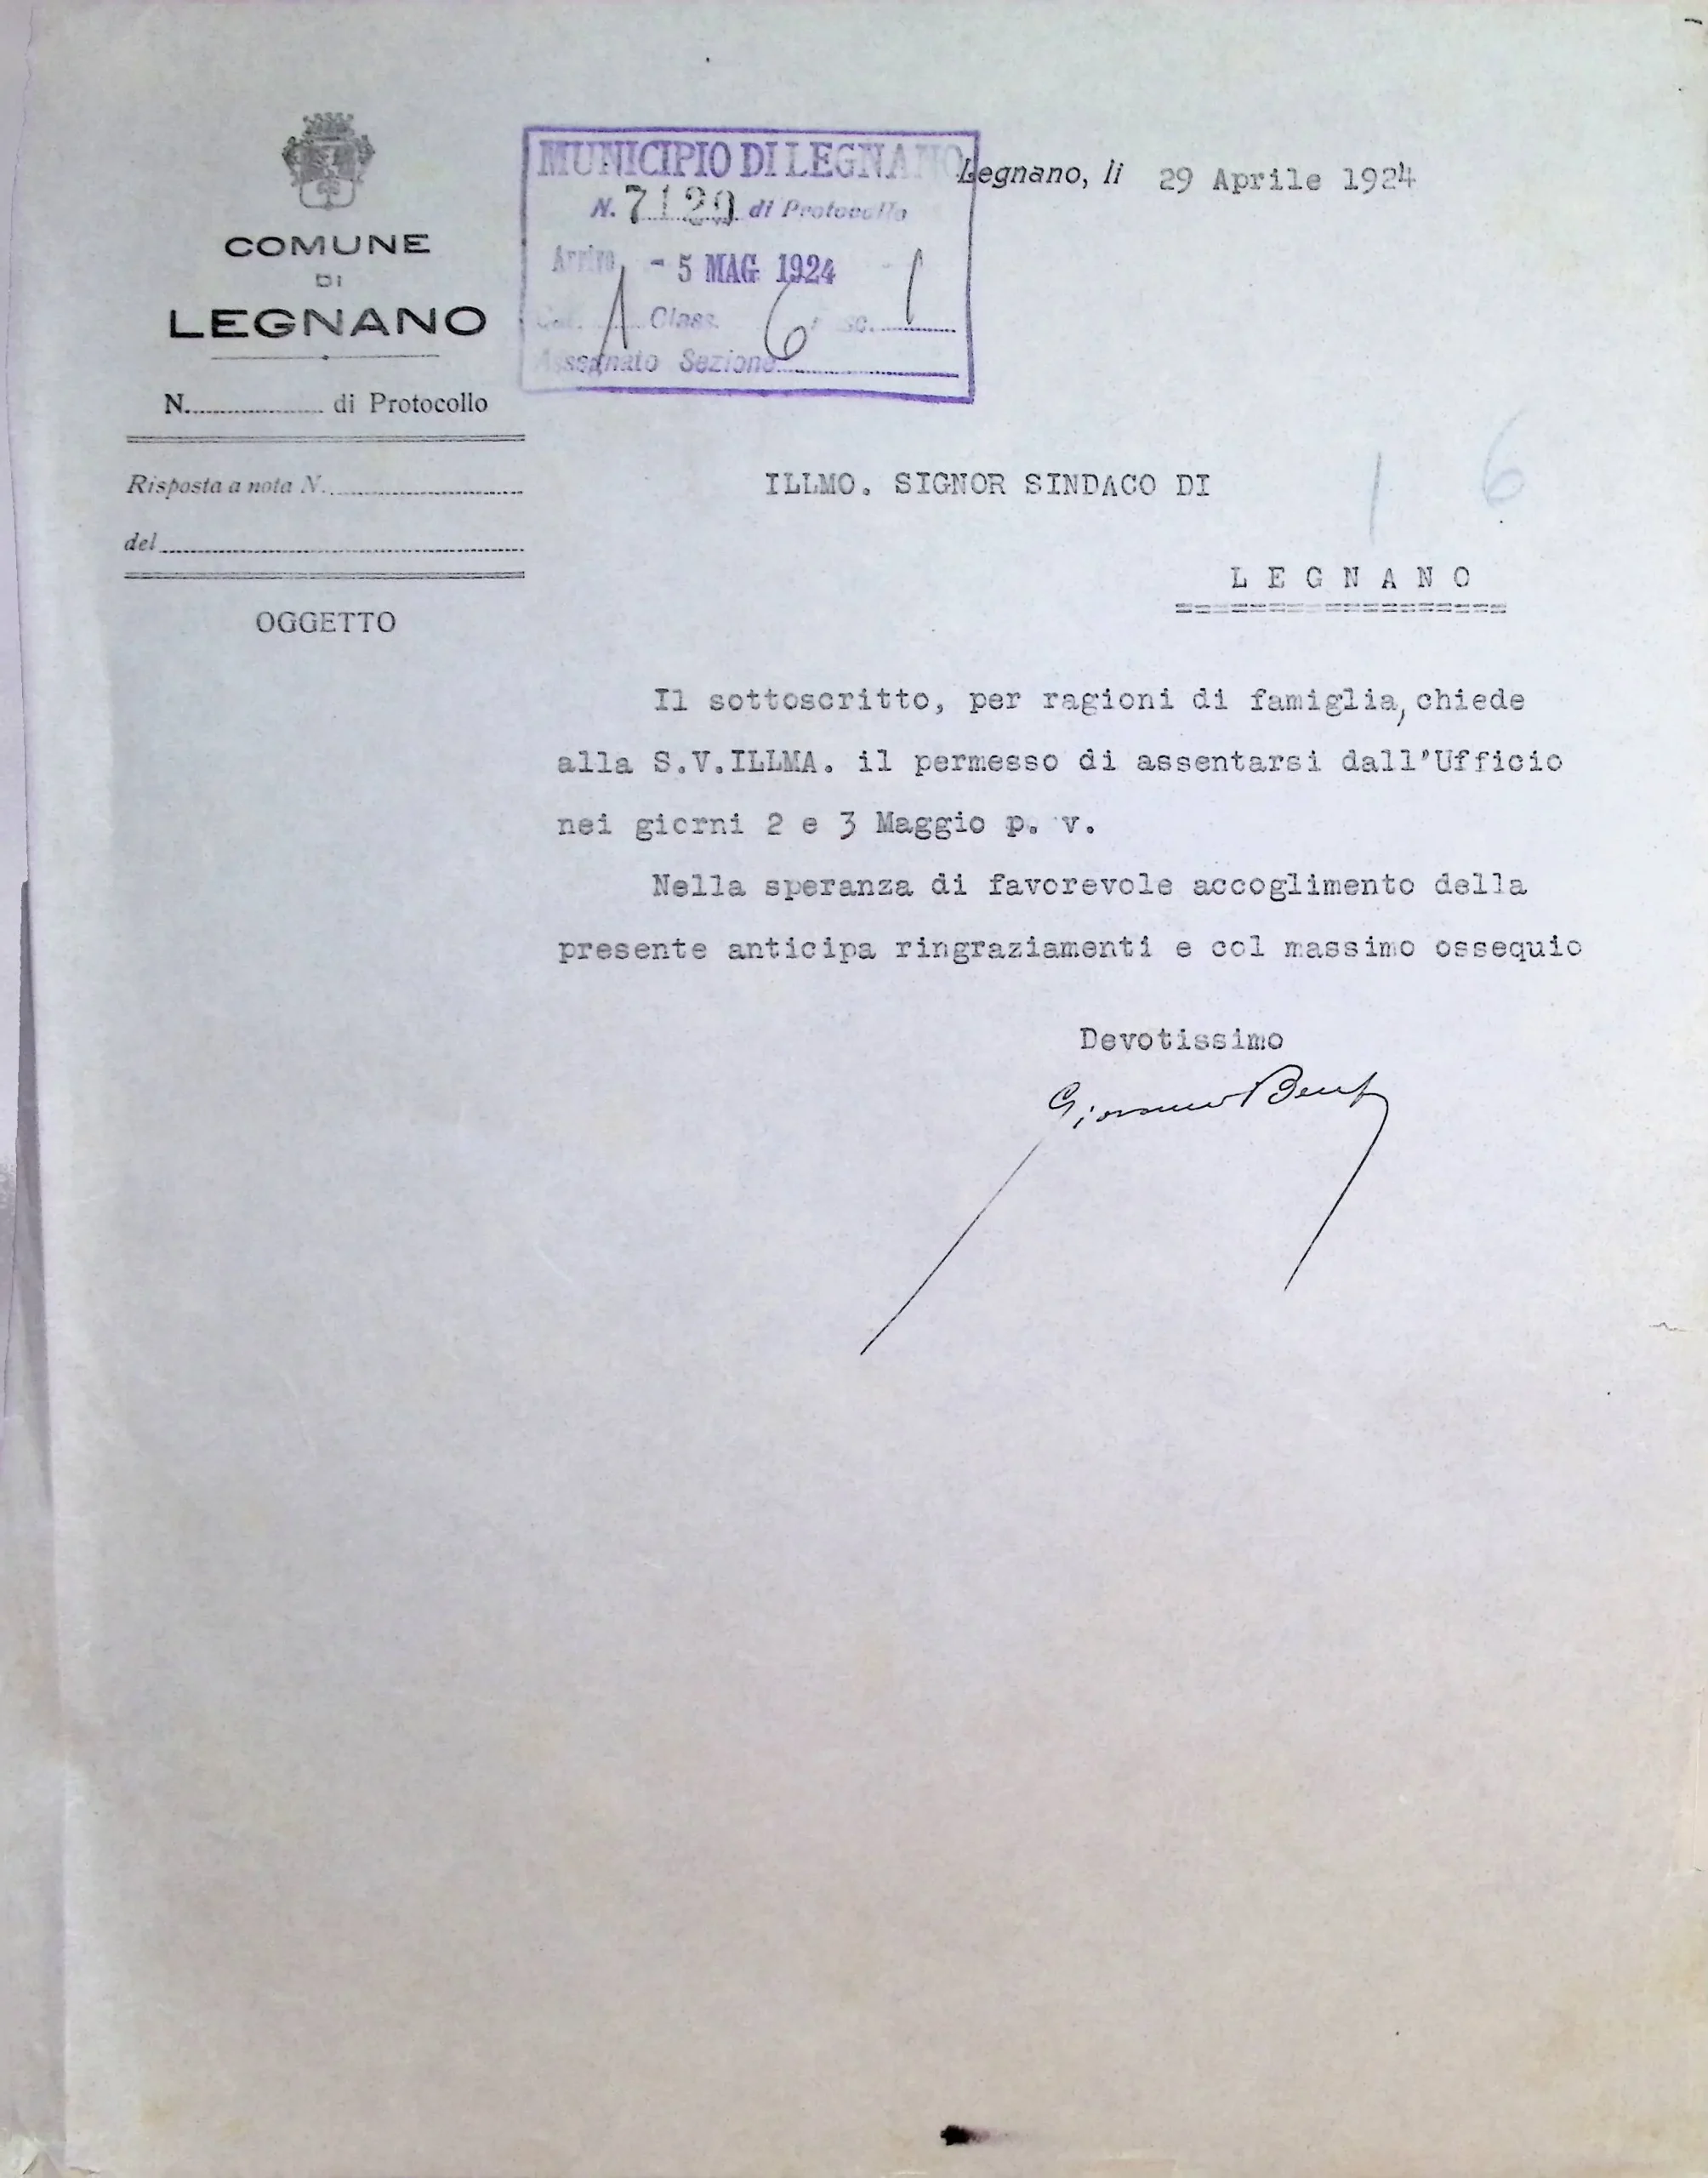 COMUNE
DI
LEGNANO
N. di Protocollo
Risposta a nota N.
del
OGGETTO
MUNICIPIO DI LEGNANO
N. 7129 di Protocollo
Arrivo - 5 MAG 1924
Cat. 1 Class. 6 Fasc. 1
Assegnato Sezione
Legnano, li 29 Aprile 1924
1 6
ILLMO. SIGNOR SINDACO DI
LEGNANO
Il sottoscritto, per ragioni di famiglia, chiede
alla S.V.ILLMA. il permesso di assentarsi dall'Ufficio
nei giorni 2 e 3 Maggio p. v.
Nella speranza di favorevole accoglimento della
presente anticipa ringraziamenti e col massimo ossequio
Devotissimo